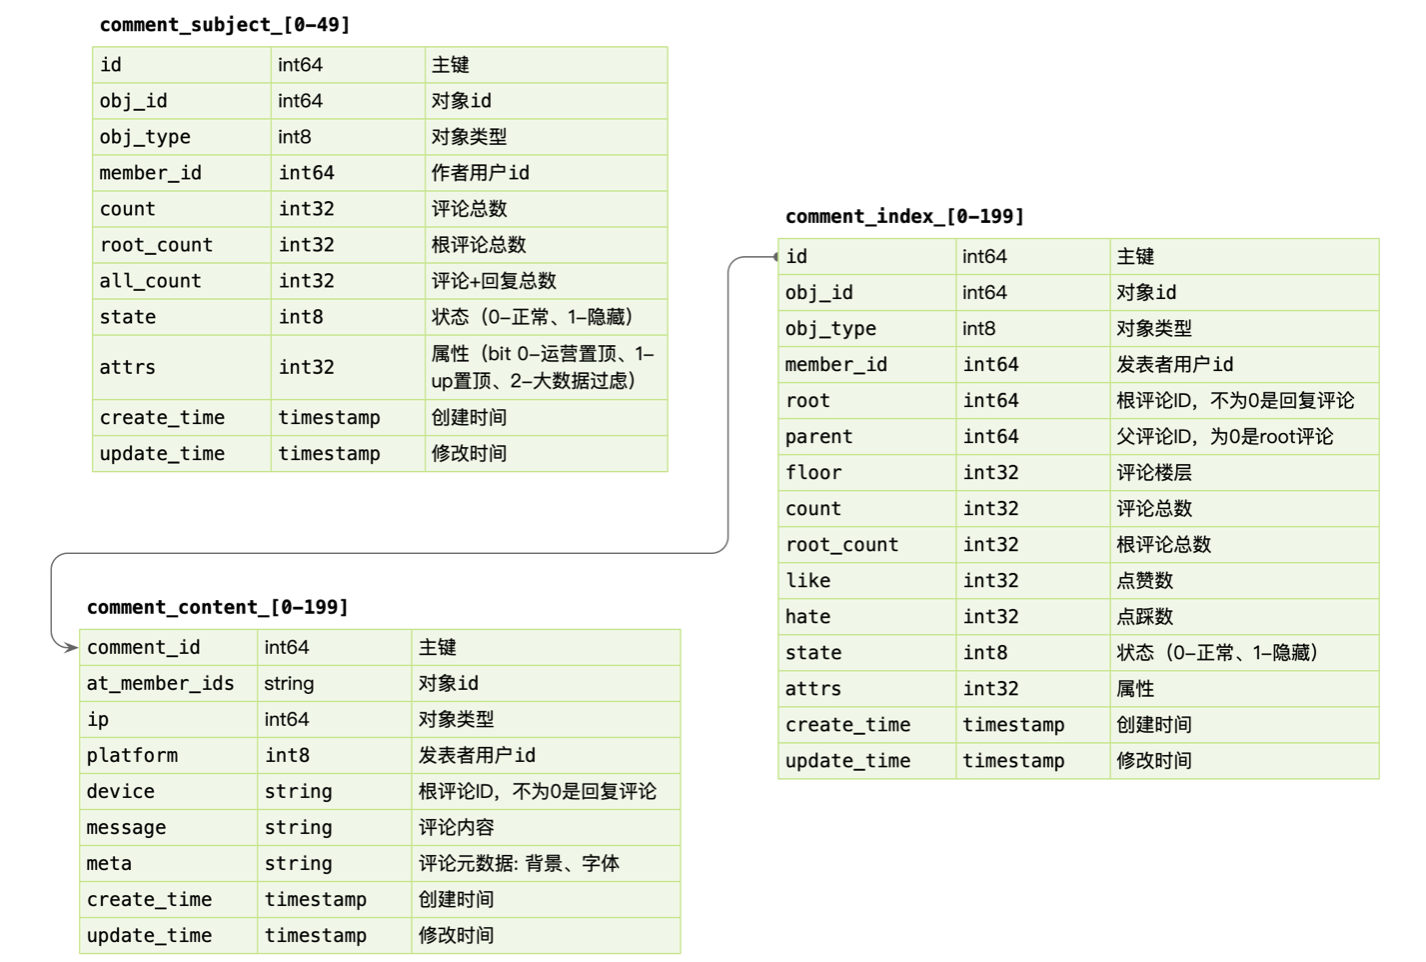 comment_subject_[0-49]
id int64 主键
obj_id int64 对象id
obj_type int8 对象类型
member_id int64 作者用户id
count int32 评论总数
root_count int32 根评论总数
all_count int32 评论+回复总数
state int8 状态（0-正常、1-隐藏）
attrs int32 属性（bit 0-运营置顶、1-
up置顶、2-大数据过虑）
create_time timestamp 创建时间
update_time timestamp 修改时间
comment_index_[0-199]
id int64 主键
obj_id int64 对象id
obj_type int8 对象类型
member_id int64 发表者用户id
root int64 根评论ID，不为0是回复评论
parent int64 父评论ID，为0是root评论
floor int32 评论楼层
count int32 评论总数
root_count int32 根评论总数
like int32 点赞数
hate int32 点踩数
state int8 状态（0-正常、1-隐藏）
attrs int32 属性
create_time timestamp 创建时间
update_time timestamp 修改时间
comment_content_[0-199]
comment_id int64 主键
at_member_ids string 对象id
ip int64 对象类型
platform int8 发表者用户id
device string 根评论ID，不为0是回复评论
message string 评论内容
meta string 评论元数据: 背景、字体
create_time timestamp 创建时间
update_time timestamp 修改时间